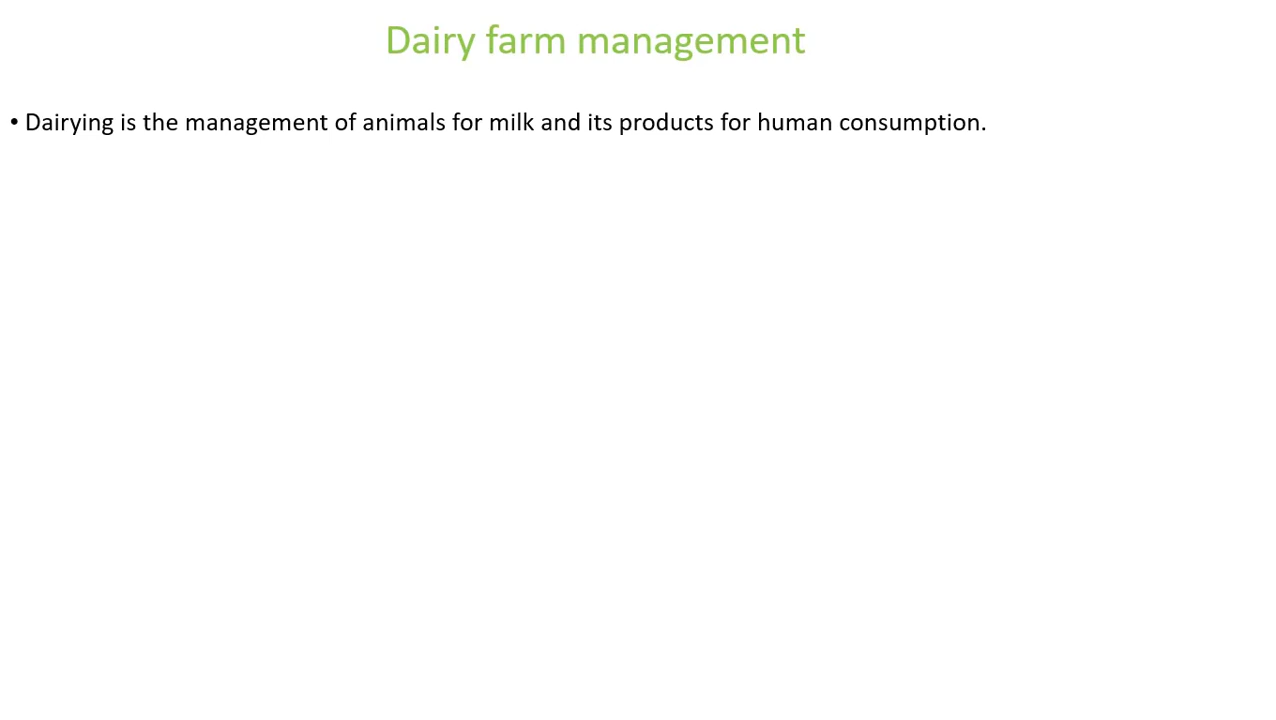 Dairy farm management
• Dairying is the management of animals for milk and its products for human consumption.